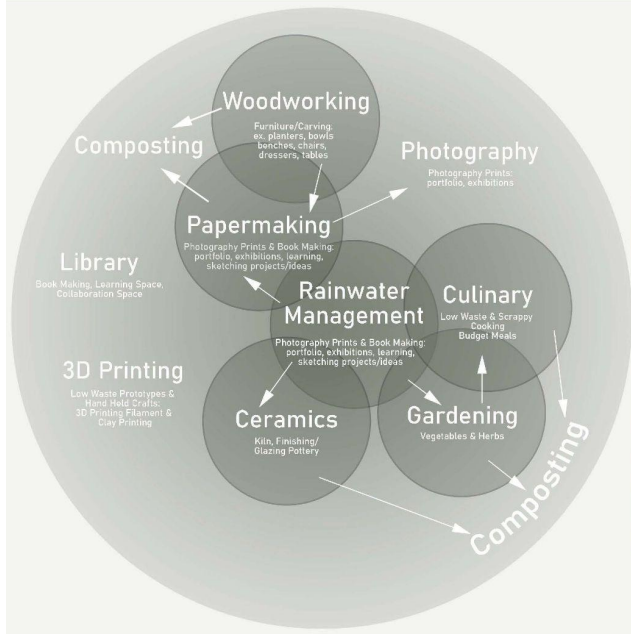 Woodworking
Furniture/Carving:
ex. planters, bowls
benches, chairs,
dressers, tables
Composting
Photography
Photography Prints:
portfolio, exhibitions
Papermaking
Photography Prints & Book Making:
portfolio, exhibitions, learning,
sketching projects/ideas
Library
Book Making, Learning Space,
Collaboration Space
Rainwater
Management
Photography Prints & Book Making:
portfolio, exhibitions, learning,
sketching projects/ideas
Culinary
Low Waste & Scrappy
Cooking
Budget Meals
3D Printing
Low Waste Prototypes &
Hand Held Crafts:
3D Printing Filament &
Clay Printing
Ceramics
Kiln, Finishing/
Glazing Pottery
Gardening
Vegetables & Herbs
Composting